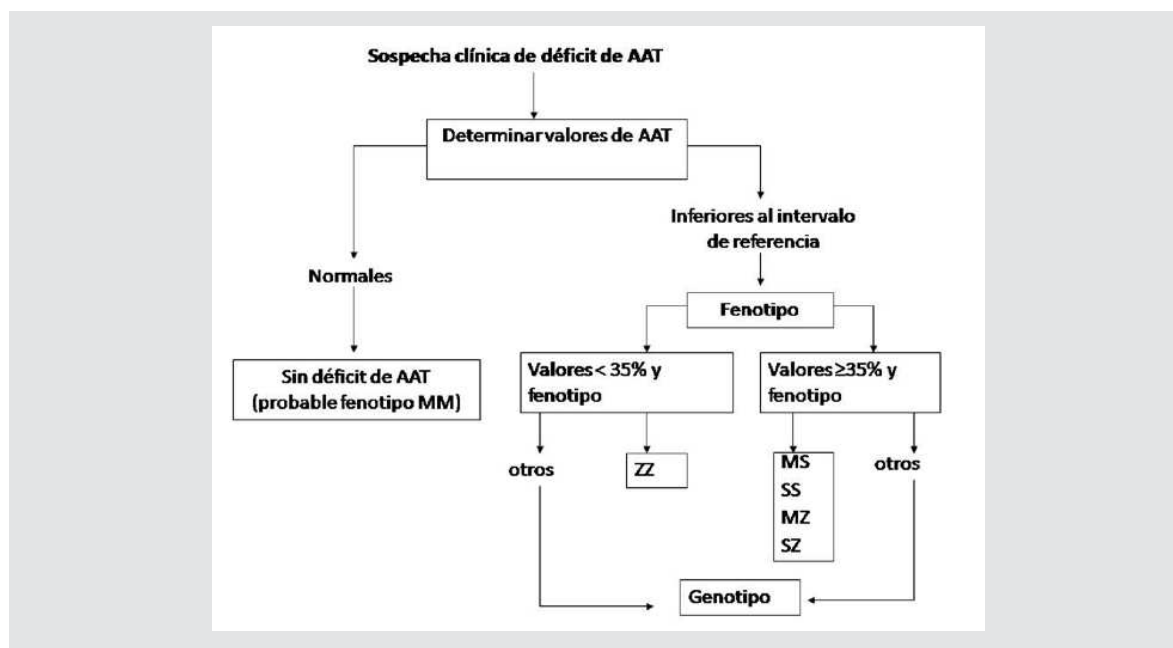 Sospecha clínica de déficit de AAT
Determinar valores de AAT
Inferiores al intervalo
de referencia
Normales
Fenotipo
Sin déficit de AAT
(probable fenotipo MM)
Valores < 35% y
fenotipo
Valores ≥35% y
fenotipo
otros
ZZ
MS
SS
MZ
SZ
otros
Genotipo